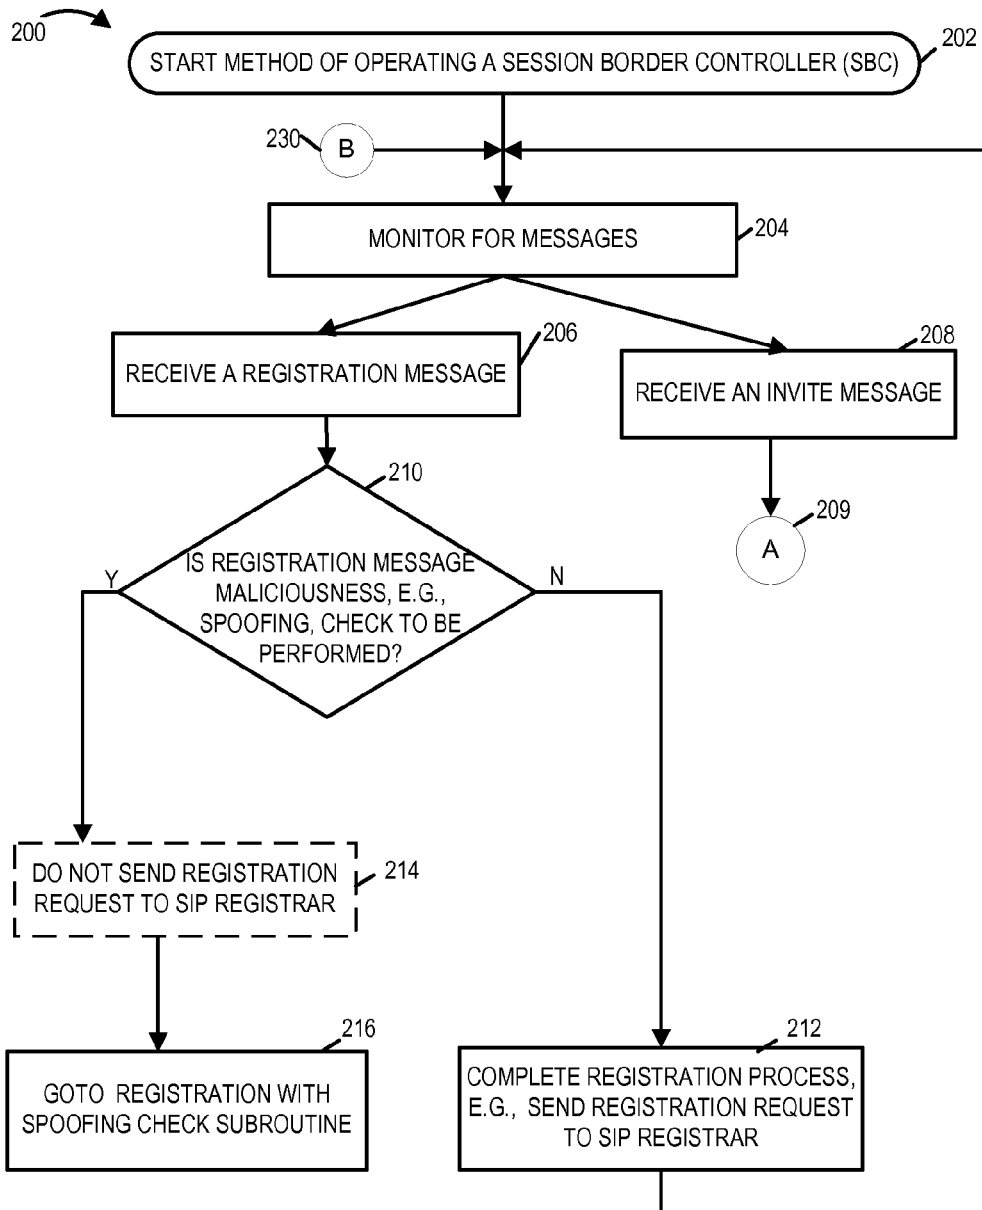 200
START METHOD OF OPERATING A SESSION BORDER CONTROLLER (SBC)
202
230
B
MONITOR FOR MESSAGES
204
206
RECEIVE A REGISTRATION MESSAGE
208
RECEIVE AN INVITE MESSAGE
210
209
A
IS REGISTRATION MESSAGE
MALICIOUSNESS, E.G.,
SPOOFING, CHECK TO BE
PERFORMED?
Y
N
DO NOT SEND REGISTRATION
REQUEST TO SIP REGISTRAR
214
216
GOTO REGISTRATION WITH
SPOOFING CHECK SUBROUTINE
212
COMPLETE REGISTRATION PROCESS,
E.G., SEND REGISTRATION REQUEST
TO SIP REGISTRAR